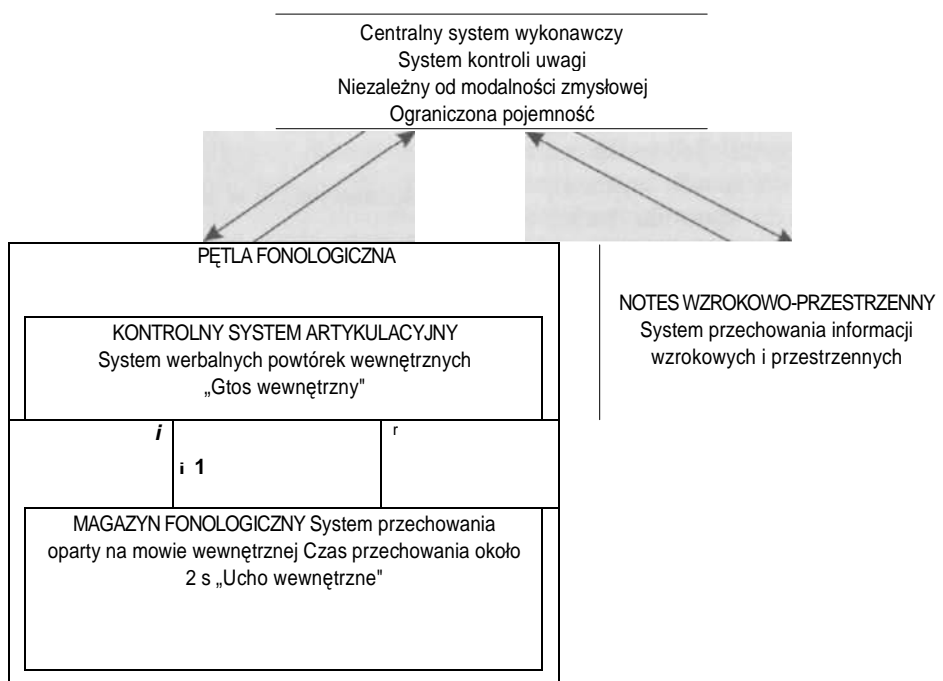 Centralny system wykonawczy
System kontroli uwagi
Niezależny od modalności zmysłowej
Ograniczona pojemność
PĘTLA FONOLOGICZNA
KONTROLNY SYSTEM ARTYKULACYJNY
System werbalnych powtórek wewnętrznych
„Gtos wewnętrzny"
NOTES WZROKOWO-PRZESTRZENNY
System przechowania informacji
wzrokowych i przestrzennych
i
r
i 1
MAGAZYN FONOLOGICZNY System przechowania
oparty na mowie wewnętrznej Czas przechowania około
2 s „Ucho wewnętrzne"